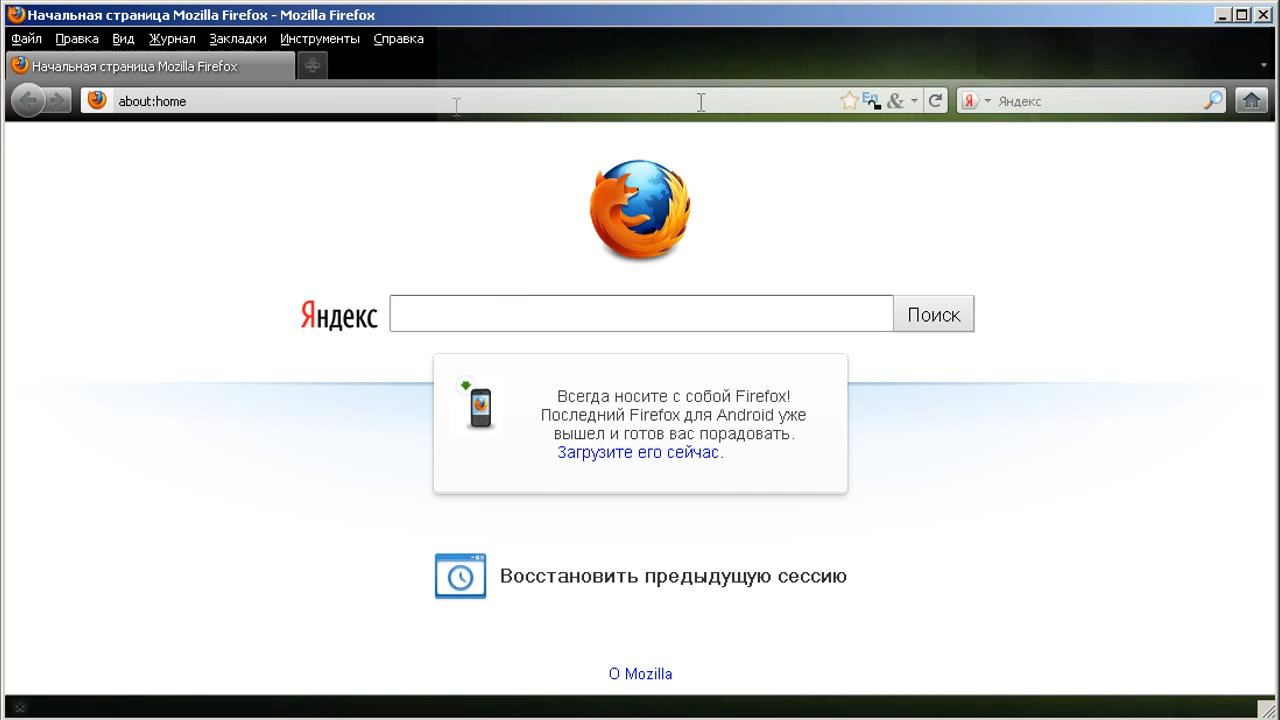 Начальная страница Mozilla Firefox - Mozilla Firefox
Файл Правка Вид Журнал Закладки Инструменты Справка
Начальная страница Mozilla Firefox
about:home En & Я Яндекс
Яндекс Поиск
Всегда носите с собой Firefox!
Последний Firefox для Android уже
вышел и готов вас порадовать.
Загрузите его сейчас.
Восстановить предыдущую сессию
О Mozilla